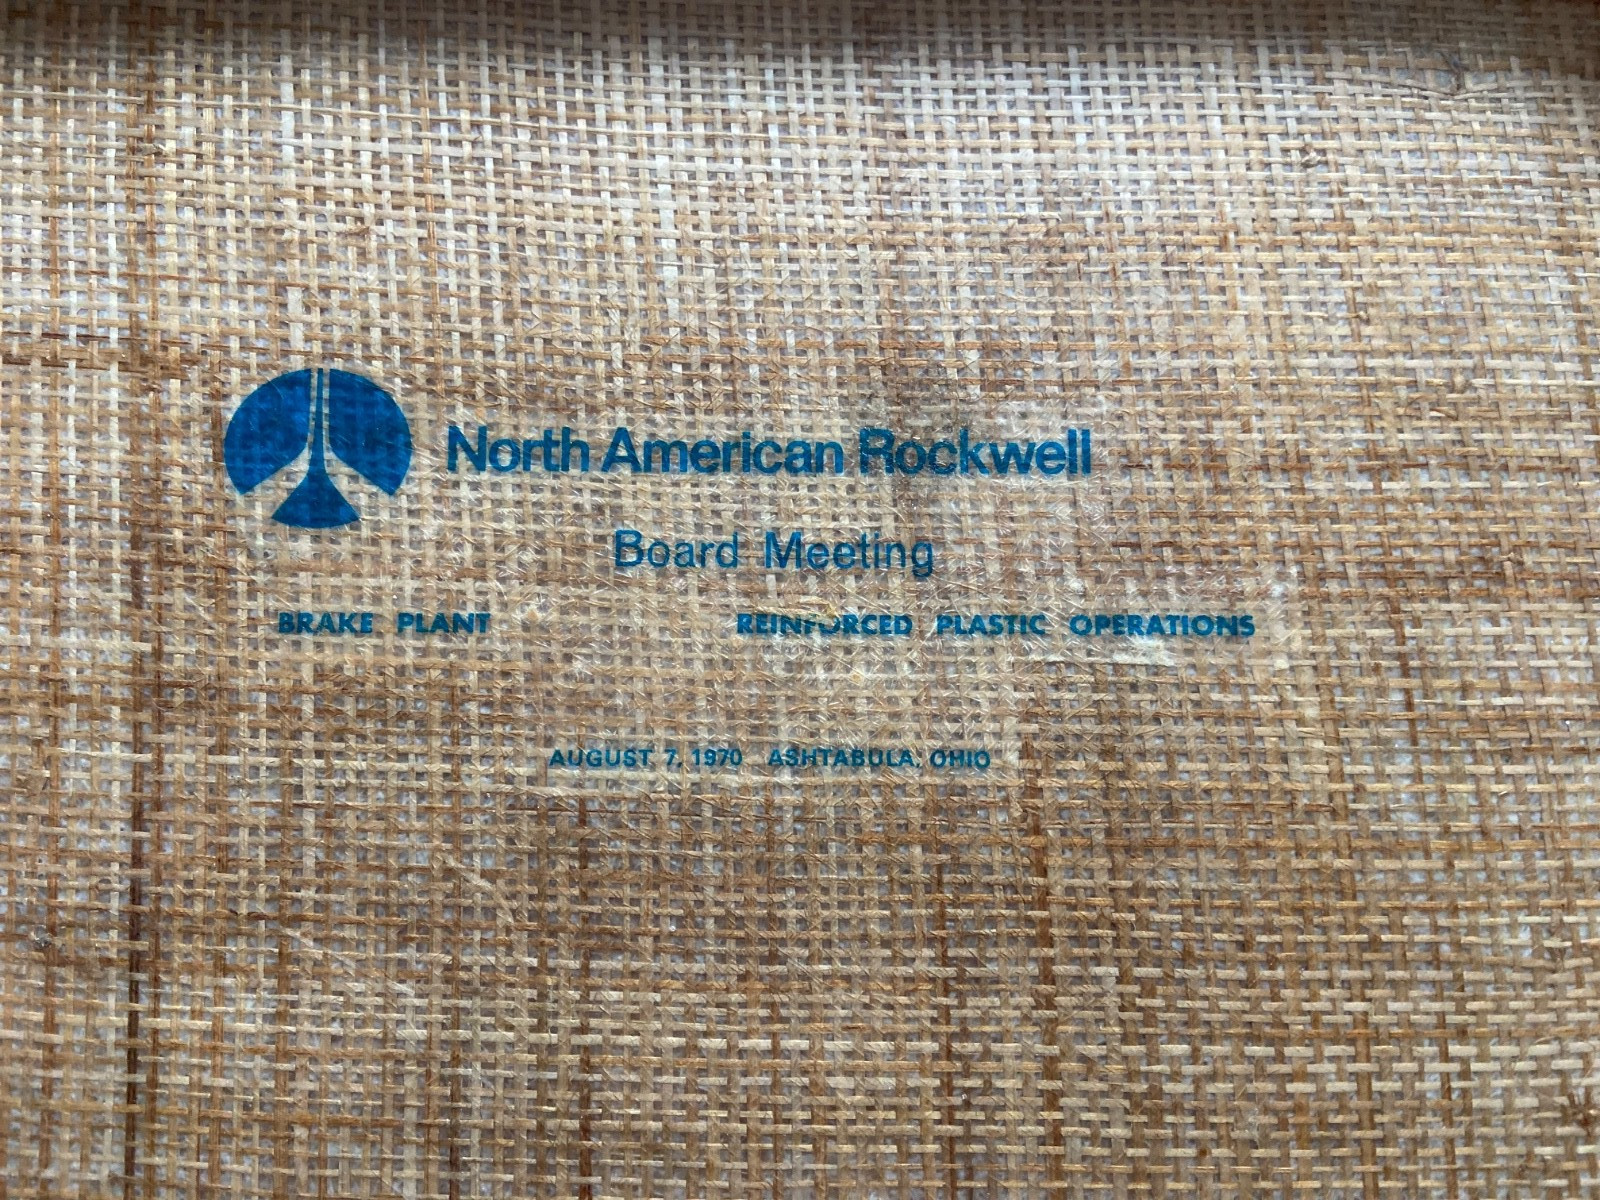 North American Rockwell
Board Meeting
BRAKE PLANT REINFORCED PLASTIC OPERATIONS
AUGUST 7, 1970 ASHTABULA, OHIO